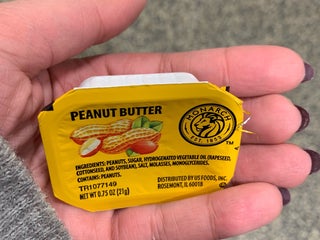 PEANUT BUTTER
MONARCH
EST. 1853
TM
INGREDIENTS: PEANUTS, SUGAR, HYDROGENATED VEGETABLE OIL (RAPESEED,
COTTONSEED, AND SOYBEAN), SALT, MOLASSES, MONOGLYCERIDES.
CONTAINS: PEANUTS.
TR1077149
NET WT 0.75 OZ (21g)
DISTRIBUTED BY US FOODS, INC.
ROSEMONT, IL 60018